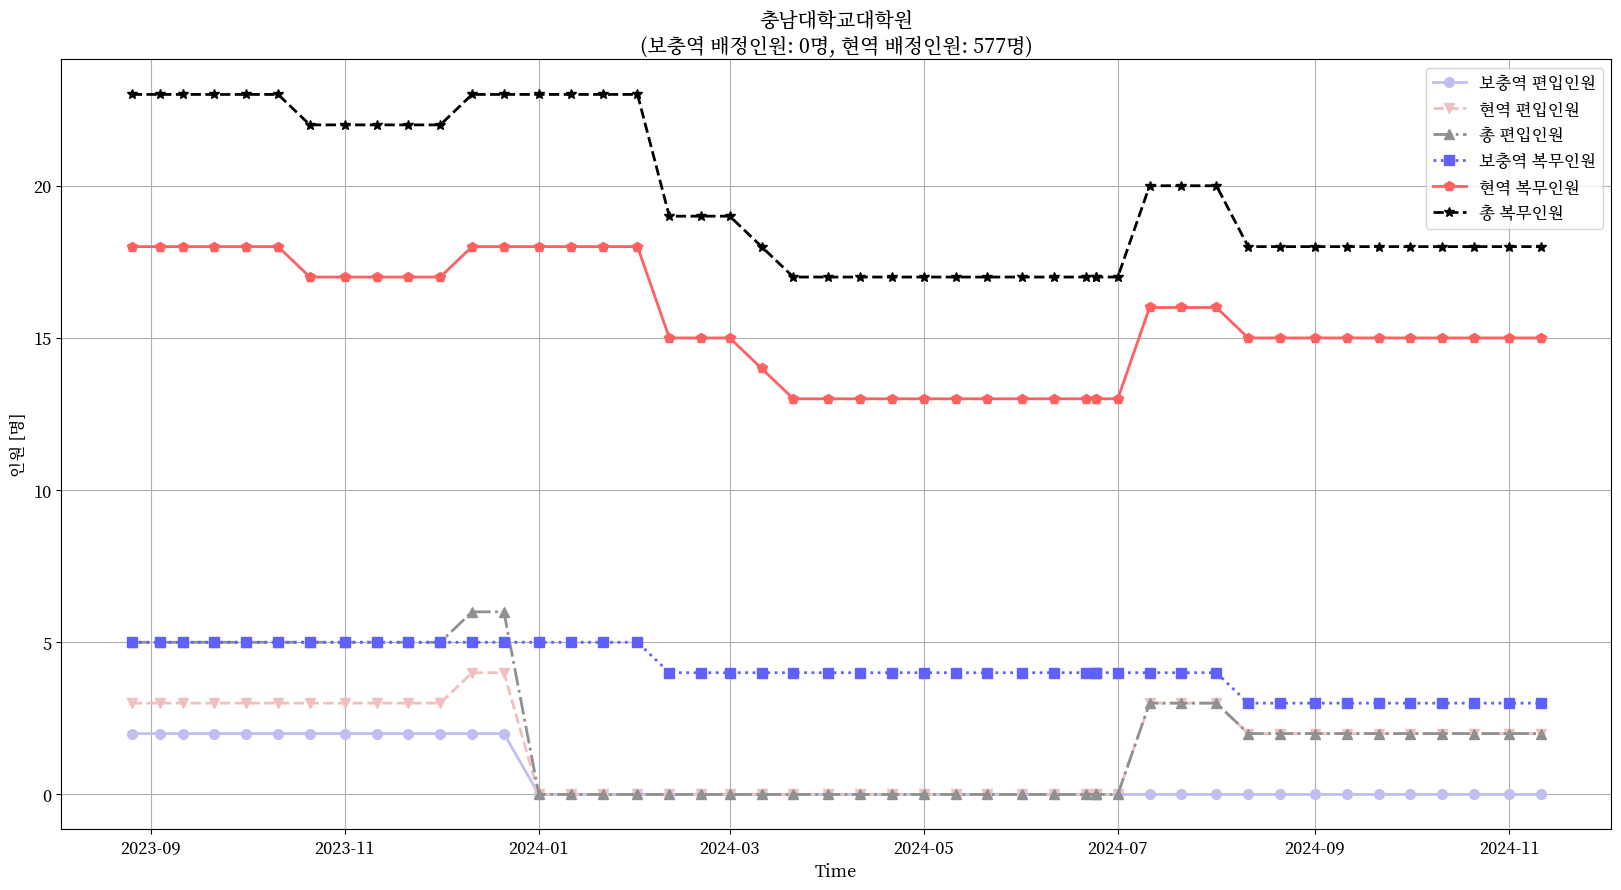 충남대학교대학원
(보충역 배정인원: 0명, 현역 배정인원: 577명)
보충역 편입인원
현역 편입인원
총 편입인원
보충역 복무인원
현역 복무인원
총 복무인원
인원 [명]
20
15
10
5
0
2023-09
2023-11
2024-01
2024-03
2024-05
2024-07
2024-09
2024-11
Time